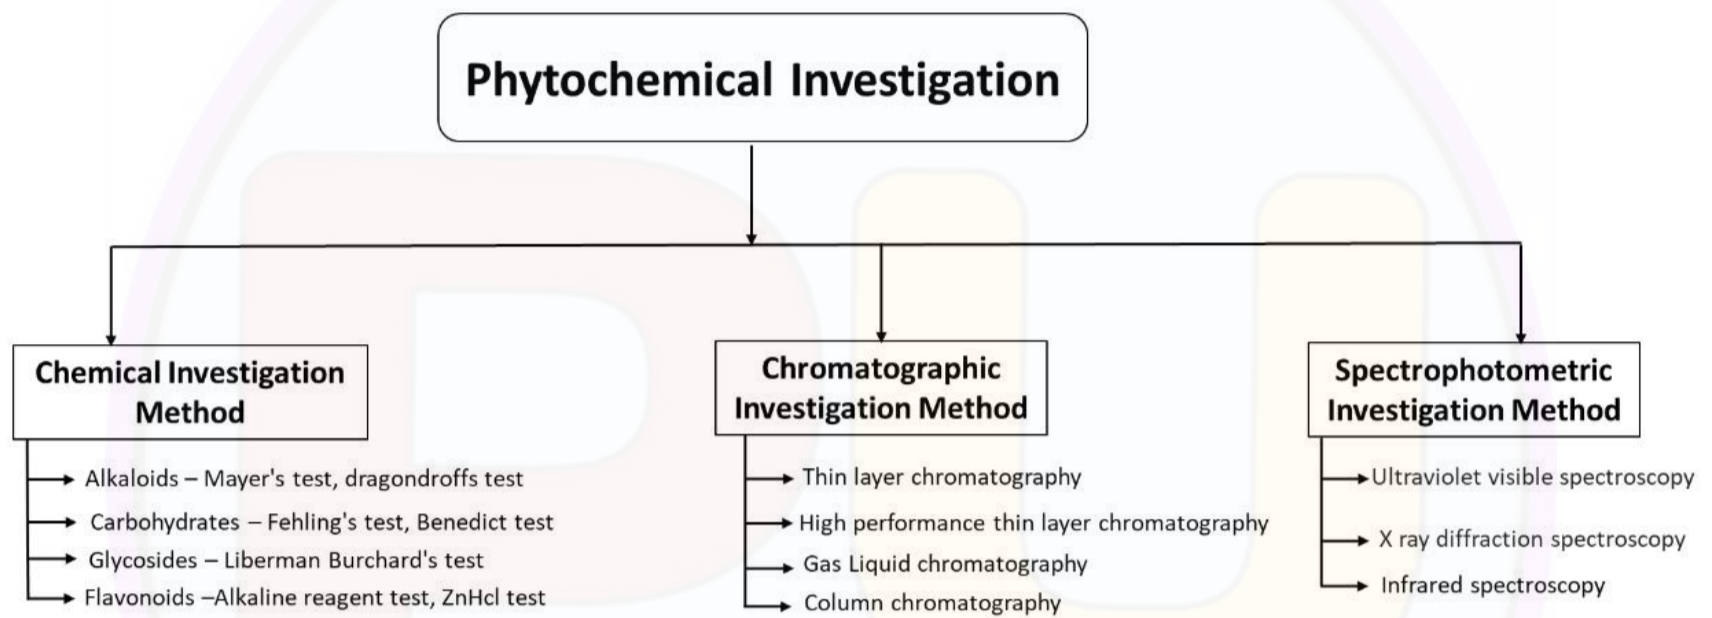 Phytochemical Investigation
Chemical Investigation
Method
Alkaloids – Mayer's test, dragondroffs test
Carbohydrates – Fehling's test, Benedict test
Glycosides – Liberman Burchard's test
Flavonoids –Alkaline reagent test, ZnHcl test
Chromatographic
Investigation Method
Thin layer chromatography
High performance thin layer chromatography
Gas Liquid chromatography
Column chromatography
Spectrophotometric
Investigation Method
Ultraviolet visible spectroscopy
X ray diffraction spectroscopy
Infrared spectroscopy